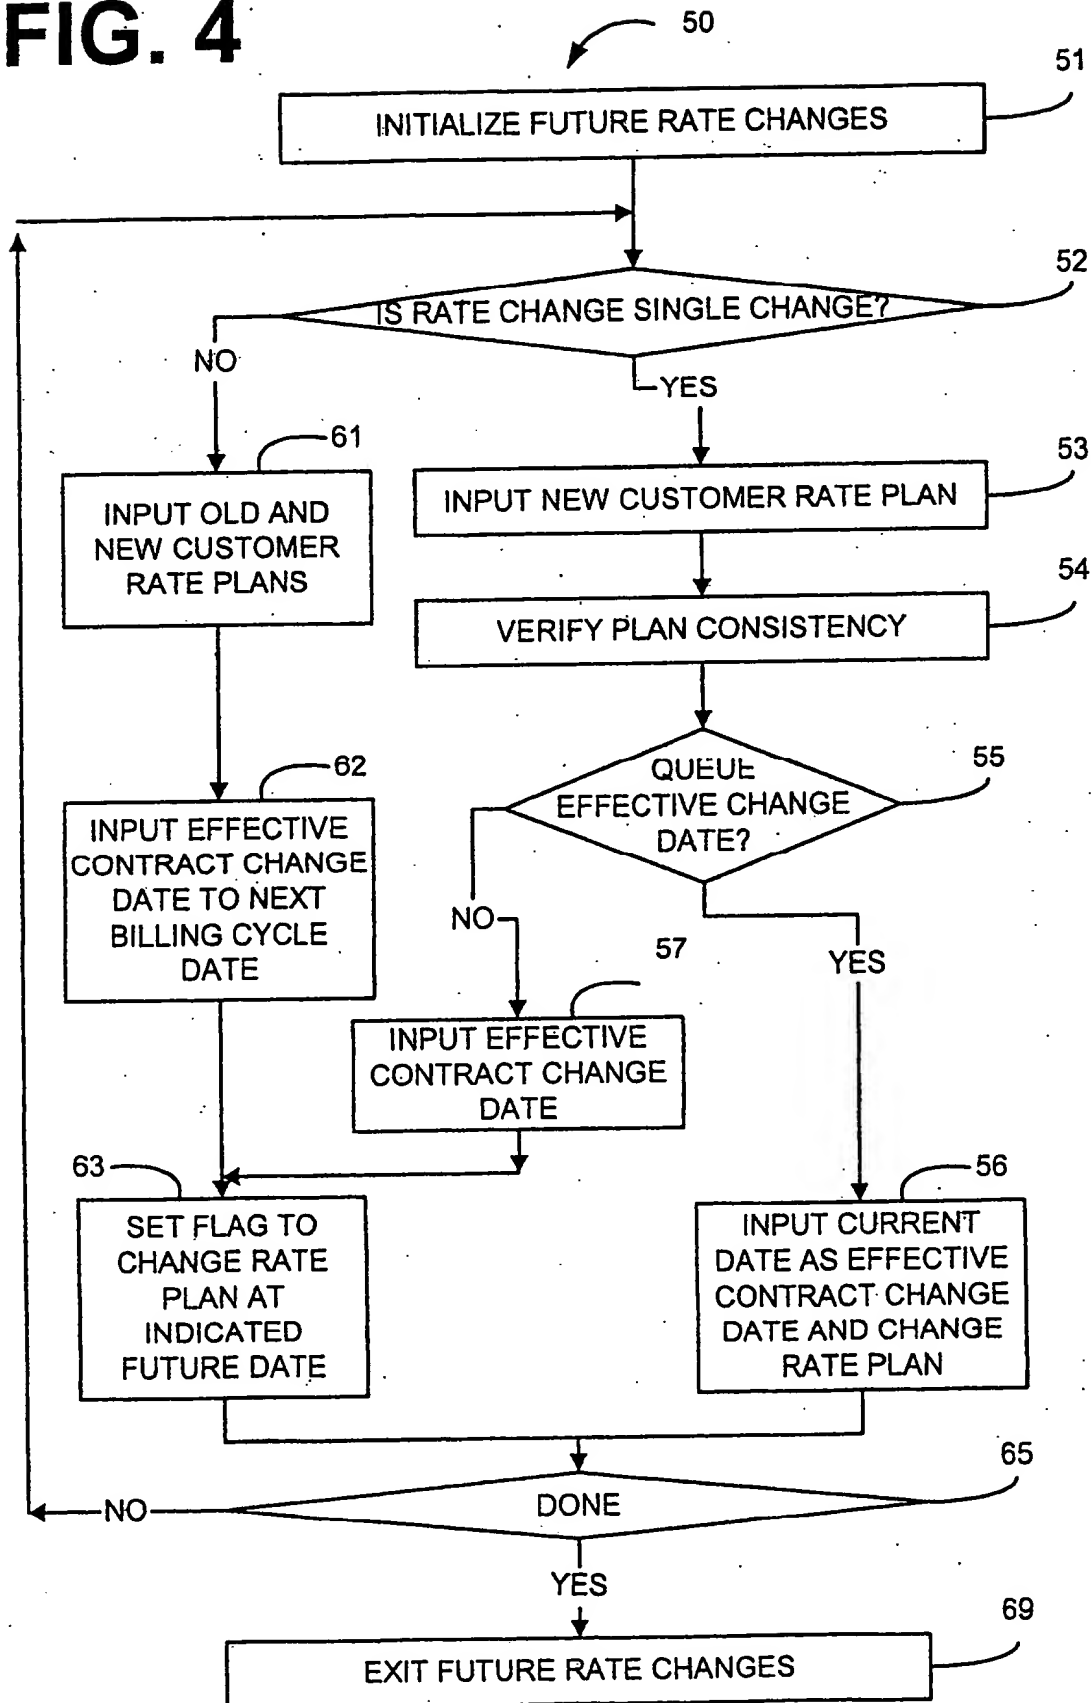 FIG. 4
50
51
INITIALIZE FUTURE RATE CHANGES
52
IS RATE CHANGE SINGLE CHANGE?
NO
YES
61
53
INPUT OLD AND
NEW CUSTOMER
RATE PLANS
INPUT NEW CUSTOMER RATE PLAN
54
VERIFY PLAN CONSISTENCY
62
55
INPUT EFFECTIVE
CONTRACT CHANGE
DATE TO NEXT
BILLING CYCLE
DATE
QUEUE
EFFECTIVE CHANGE
DATE?
NO
YES
57
INPUT EFFECTIVE
CONTRACT CHANGE
DATE
63
56
SET FLAG TO
CHANGE RATE
PLAN AT
INDICATED
FUTURE DATE
INPUT CURRENT
DATE AS EFFECTIVE
CONTRACT CHANGE
DATE AND CHANGE
RATE PLAN
65
DONE
NO
YES
69
EXIT FUTURE RATE CHANGES